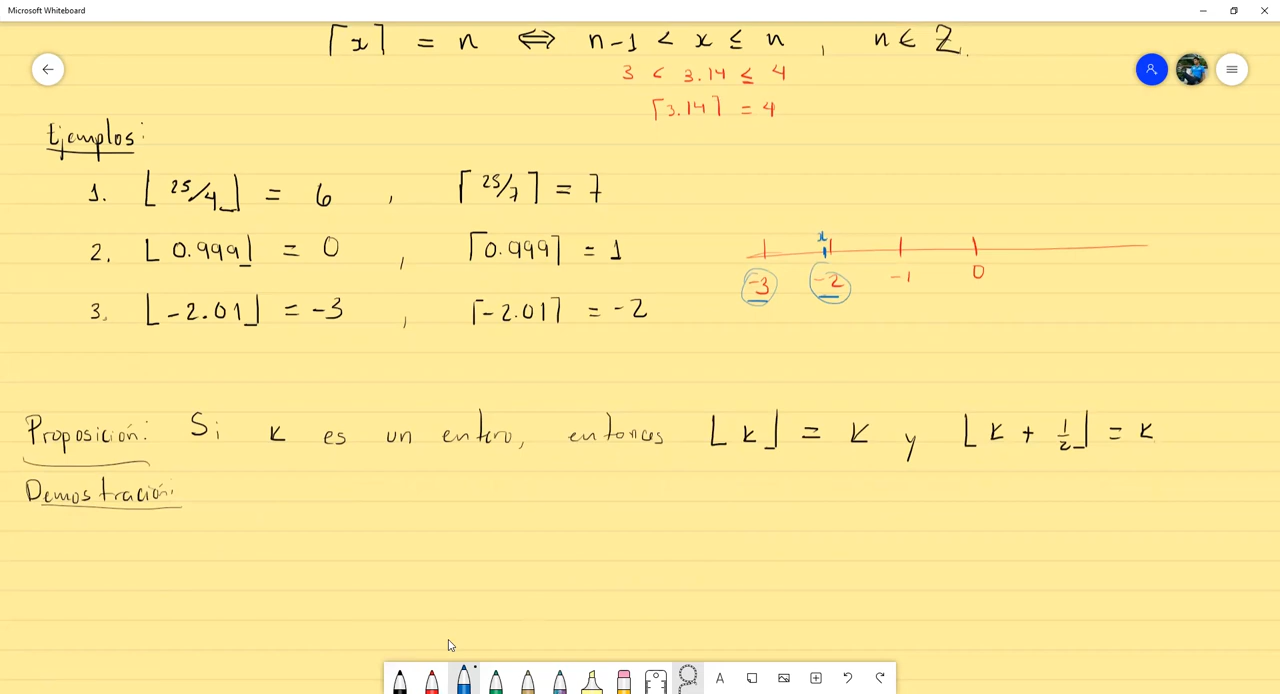 Microsoft Whiteboard
⌈x⌉ = n ⟺ n-1 < x ≤ n , n ∈ ℤ.
3 < 3.14 ≤ 4
⌈3.14⌉ = 4
Ejemplos:
1. ⌊25/4⌋ = 6 , ⌈25/7⌉ = 7
2. ⌊0.999⌋ = 0 , ⌈0.999⌉ = 1
x
-3 -2 -1 0
3. ⌊-2.01⌋ = -3 , ⌈-2.01⌉ = -2
Proposición: Si k es un entero, entonces ⌊k⌋ = k y ⌊k + 1/2⌋ = k
Demostración:
A